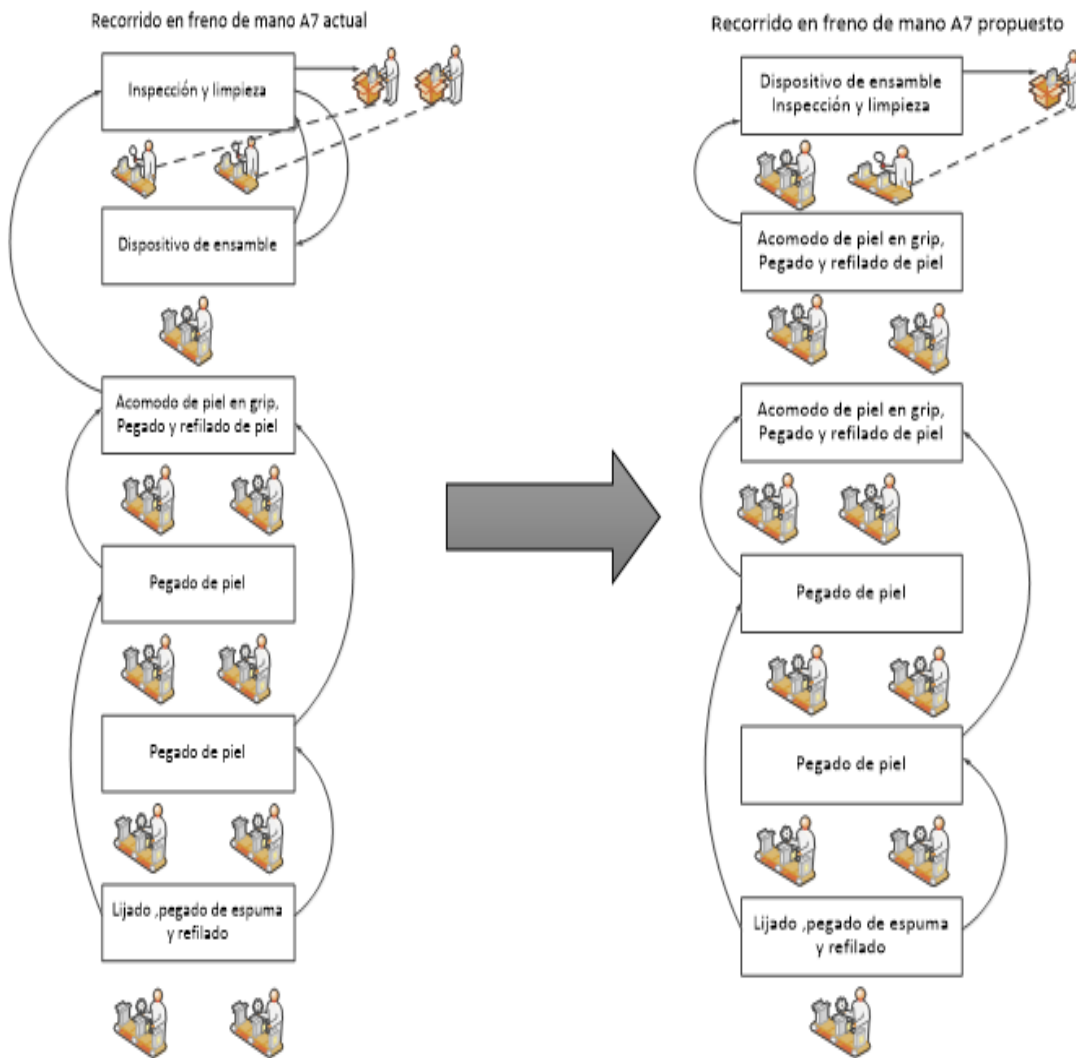 Recorrido en freno de mano A7 actual
Inspección y limpieza
Dispositivo de ensamble
Acomodo de piel en grip,
Pegado y refilado de piel
Pegado de piel
Pegado de piel
Lijado ,pegado de espuma
y refilado
Recorrido en freno de mano A7 propuesto
Dispositivo de ensamble
Inspección y limpieza
Acomodo de piel en grip,
Pegado y refilado de piel
Acomodo de piel en grip,
Pegado y refilado de piel
Pegado de piel
Pegado de piel
Lijado ,pegado de espuma
y refilado